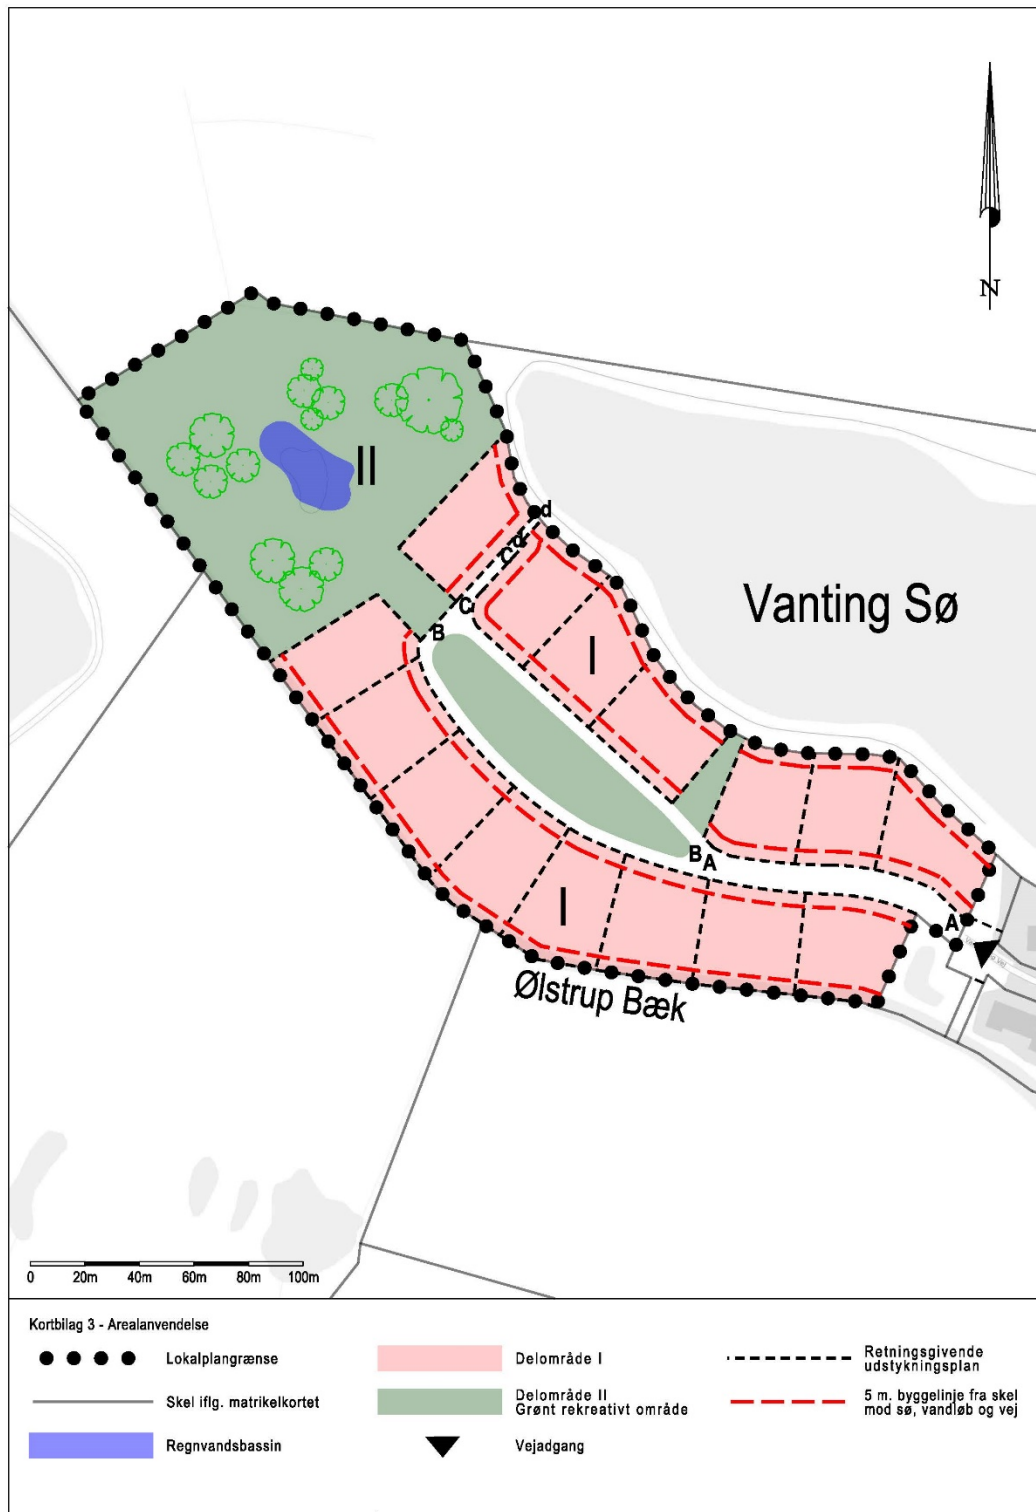 N
II
d
d
C
C
B
Vanting Sø
I
B
A
A
I
Ølstrup Bæk
0 20m 40m 60m 80m 100m
Kortbilag 3 - Arealanvendelse
Lokalplangrænse
Delområde I
Retningsgivende
udstykningsplan
Skel iflg. matrikelkortet
Delområde II
Grønt rekreativt område
5 m. byggelinje fra skel
mod sø, vandløb og vej
Regnvandsbassin
Vejadgang